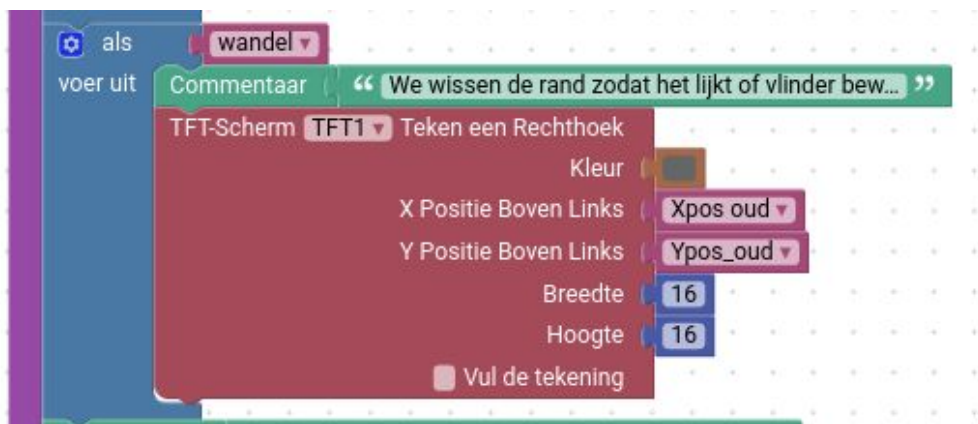 als wandel
voer uit Commentaar “ We wissen de rand zodat het lijkt of vlinder bew... ”
TFT-Scherm TFT1 Teken een Rechthoek
Kleur
X Positie Boven Links Xpos oud
Y Positie Boven Links Ypos_oud
Breedte 16
Hoogte 16
Vul de tekening